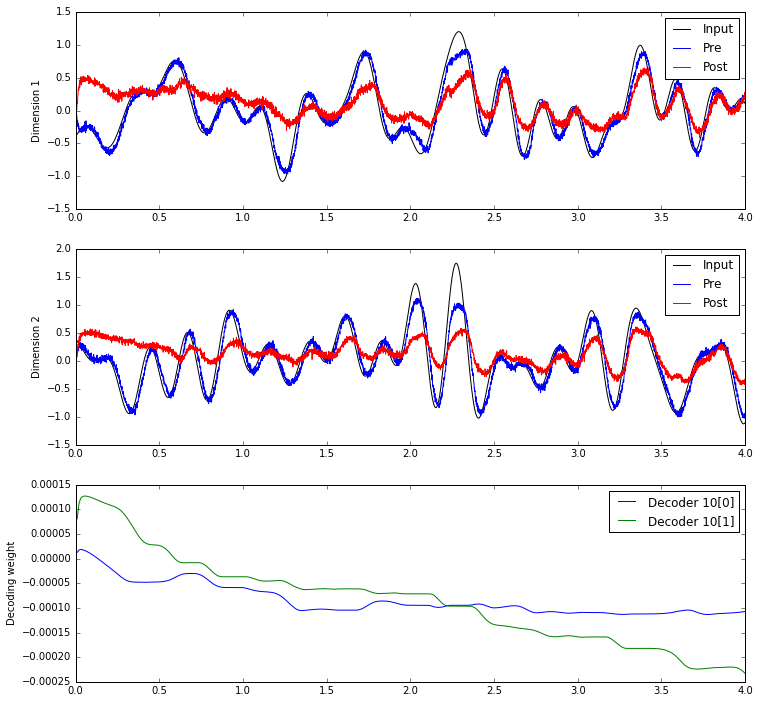 1.5
1.0
0.5
0.0
−0.5
−1.0
−1.5
Dimension 1
Input
Pre
Post
0.0 0.5 1.0 1.5 2.0 2.5 3.0 3.5 4.0
2.0
1.5
1.0
0.5
0.0
−0.5
−1.0
−1.5
Dimension 2
Input
Pre
Post
0.0 0.5 1.0 1.5 2.0 2.5 3.0 3.5 4.0
0.00015
0.00010
0.00005
0.00000
−0.00005
−0.00010
−0.00015
−0.00020
−0.00025
Decoding weight
Decoder 10[0]
Decoder 10[1]
0.0 0.5 1.0 1.5 2.0 2.5 3.0 3.5 4.0